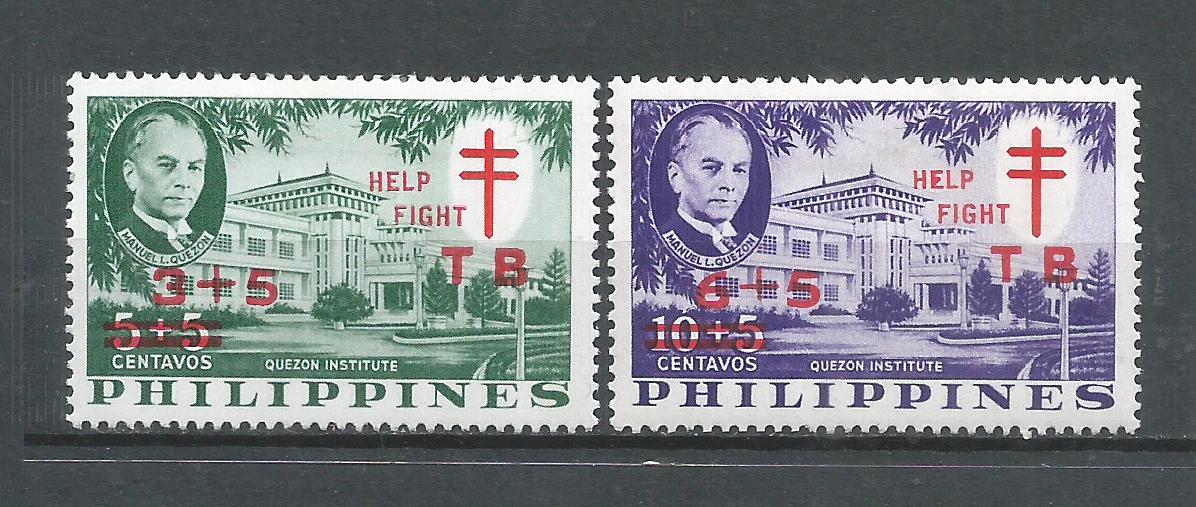 HELP
FIGHT
TB
MANUEL L. QUEZON
3+5
5+5
CENTAVOS
QUEZON INSTITUTE
PHILIPPINES
HELP
FIGHT
TB
MANUEL L. QUEZON
6+5
10+5
CENTAVOS
QUEZON INSTITUTE
PHILIPPINES